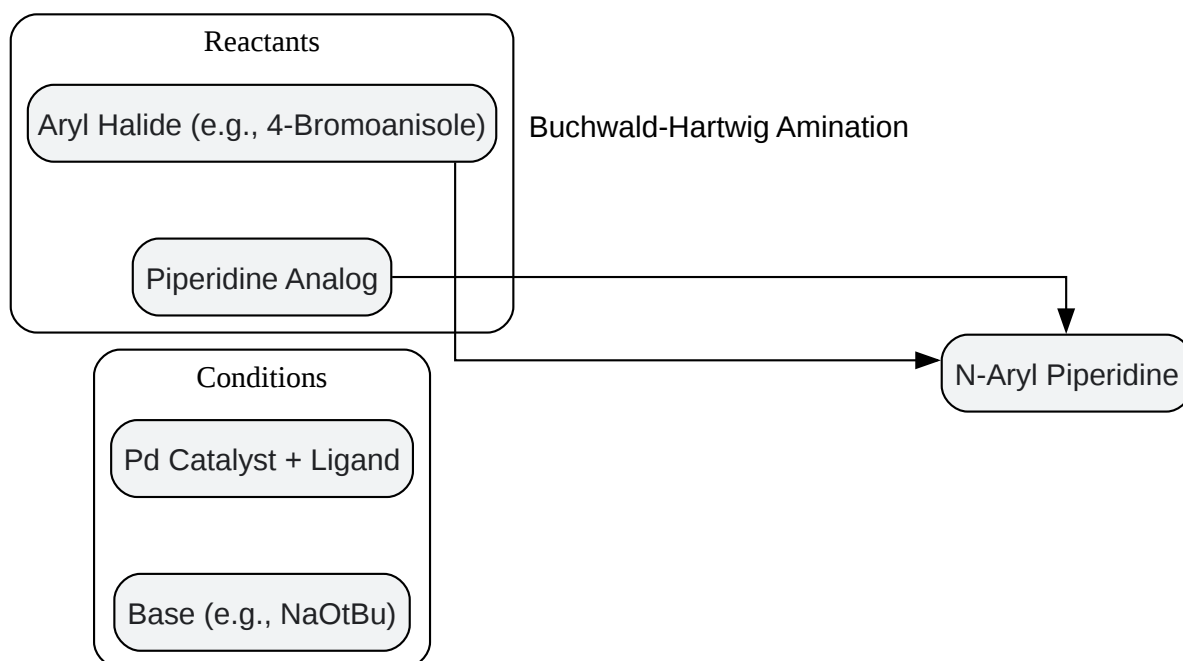 Reactants
Aryl Halide (e.g., 4-Bromoanisole)
Buchwald-Hartwig Amination
Piperidine Analog
N-Aryl Piperidine
Conditions
Pd Catalyst + Ligand
Base (e.g., NaOtBu)